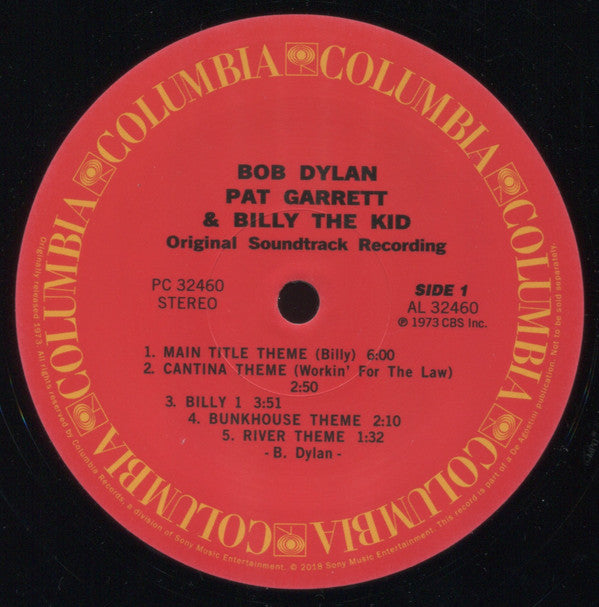 COLUMBIA COLUMBIA COLUMBIA COLUMBIA COLUMBIA COLUMBIA
BOB DYLAN
PAT GARRETT
& BILLY THE KID
Original Soundtrack Recording
PC 32460
STEREO
SIDE 1
AL 32460
℗ 1973 CBS Inc.
1. MAIN TITLE THEME (Billy) 6:00
2. CANTINA THEME (Workin' For The Law)
2:50
3. BILLY 1 3:51
4. BUNKHOUSE THEME 2:10
5. RIVER THEME 1:32
- B. Dylan -
Originally released 1973. All rights reserved by Columbia Records, a division of Sony Music Entertainment. © 2018 Sony Music Entertainment. This record is part of a De Agostini publication. Not to be sold separately.